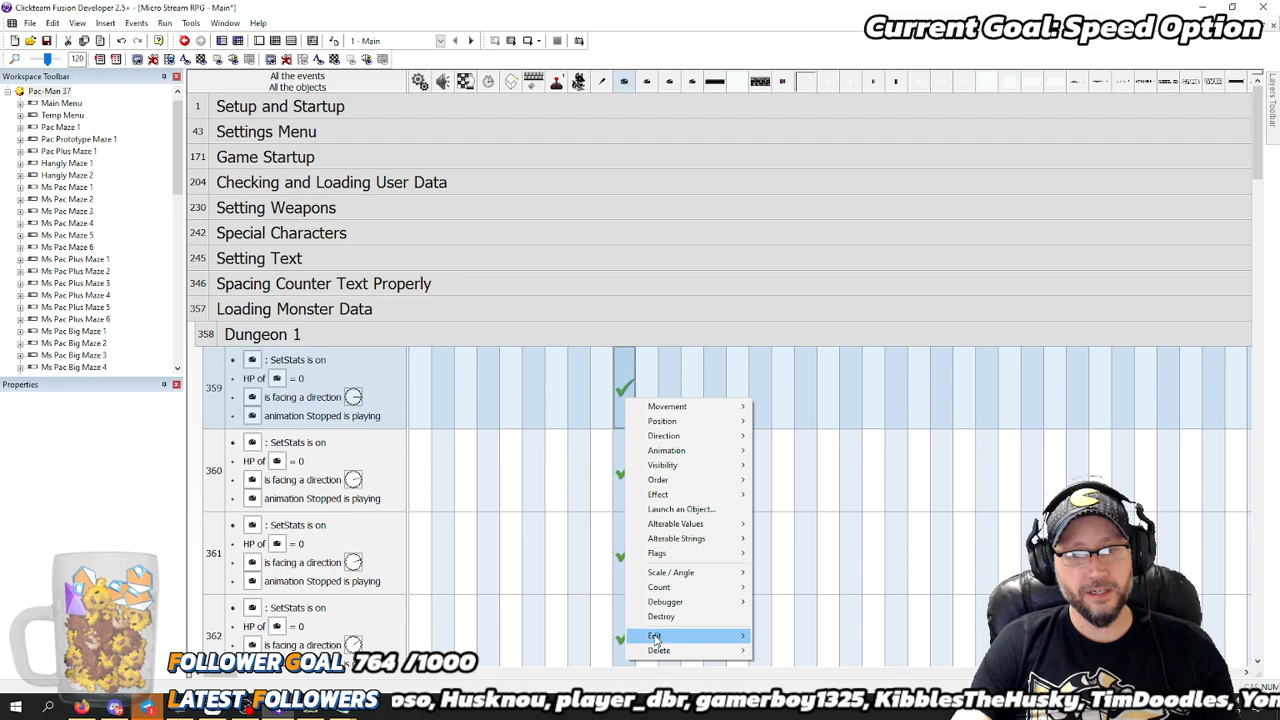 Clickteam Fusion Developer 2.5+ - [Micro Stream RPG - Main*]
File Edit View Insert Events Run Tools Window Help
Current Goal: Speed Option
1 - Main
120
Workspace Toolbar
Pac-Man 37
Main Menu
Temp Menu
Pac Maze 1
Pac Prototype Maze 1
Pac Plus Maze 1
Hangly Maze 1
Hangly Maze 2
Ms Pac Maze 1
Ms Pac Maze 2
Ms Pac Maze 3
Ms Pac Maze 4
Ms Pac Maze 5
Ms Pac Maze 6
Ms Pac Plus Maze 1
Ms Pac Plus Maze 2
Ms Pac Plus Maze 3
Ms Pac Plus Maze 4
Ms Pac Plus Maze 5
Ms Pac Plus Maze 6
Ms Pac Big Maze 1
Ms Pac Big Maze 2
Ms Pac Big Maze 3
Ms Pac Big Maze 4
Properties
All the events
All the objects
1 Setup and Startup
43 Settings Menu
171 Game Startup
204 Checking and Loading User Data
230 Setting Weapons
242 Special Characters
245 Setting Text
346 Spacing Counter Text Properly
357 Loading Monster Data
358 Dungeon 1
359
: SetStats is on
HP of = 0
is facing a direction
animation Stopped is playing
360
: SetStats is on
HP of = 0
is facing a direction
animation Stopped is playing
361
: SetStats is on
HP of = 0
is facing a direction
animation Stopped is playing
362
: SetStats is on
HP of = 0
is facing a direction
Movement
Position
Direction
Animation
Visibility
Order
Effect
Launch an Object...
Alterable Values
Alterable Strings
Flags
Scale / Angle
Count
Debugger
Destroy
Edit
Delete
Layers Toolbar
Follower Goal 764 /1000
Latest Followers oso, Husknou, player_dbr, gamerboy1325, KibblesTheHusky, TimDoodles,
NUM